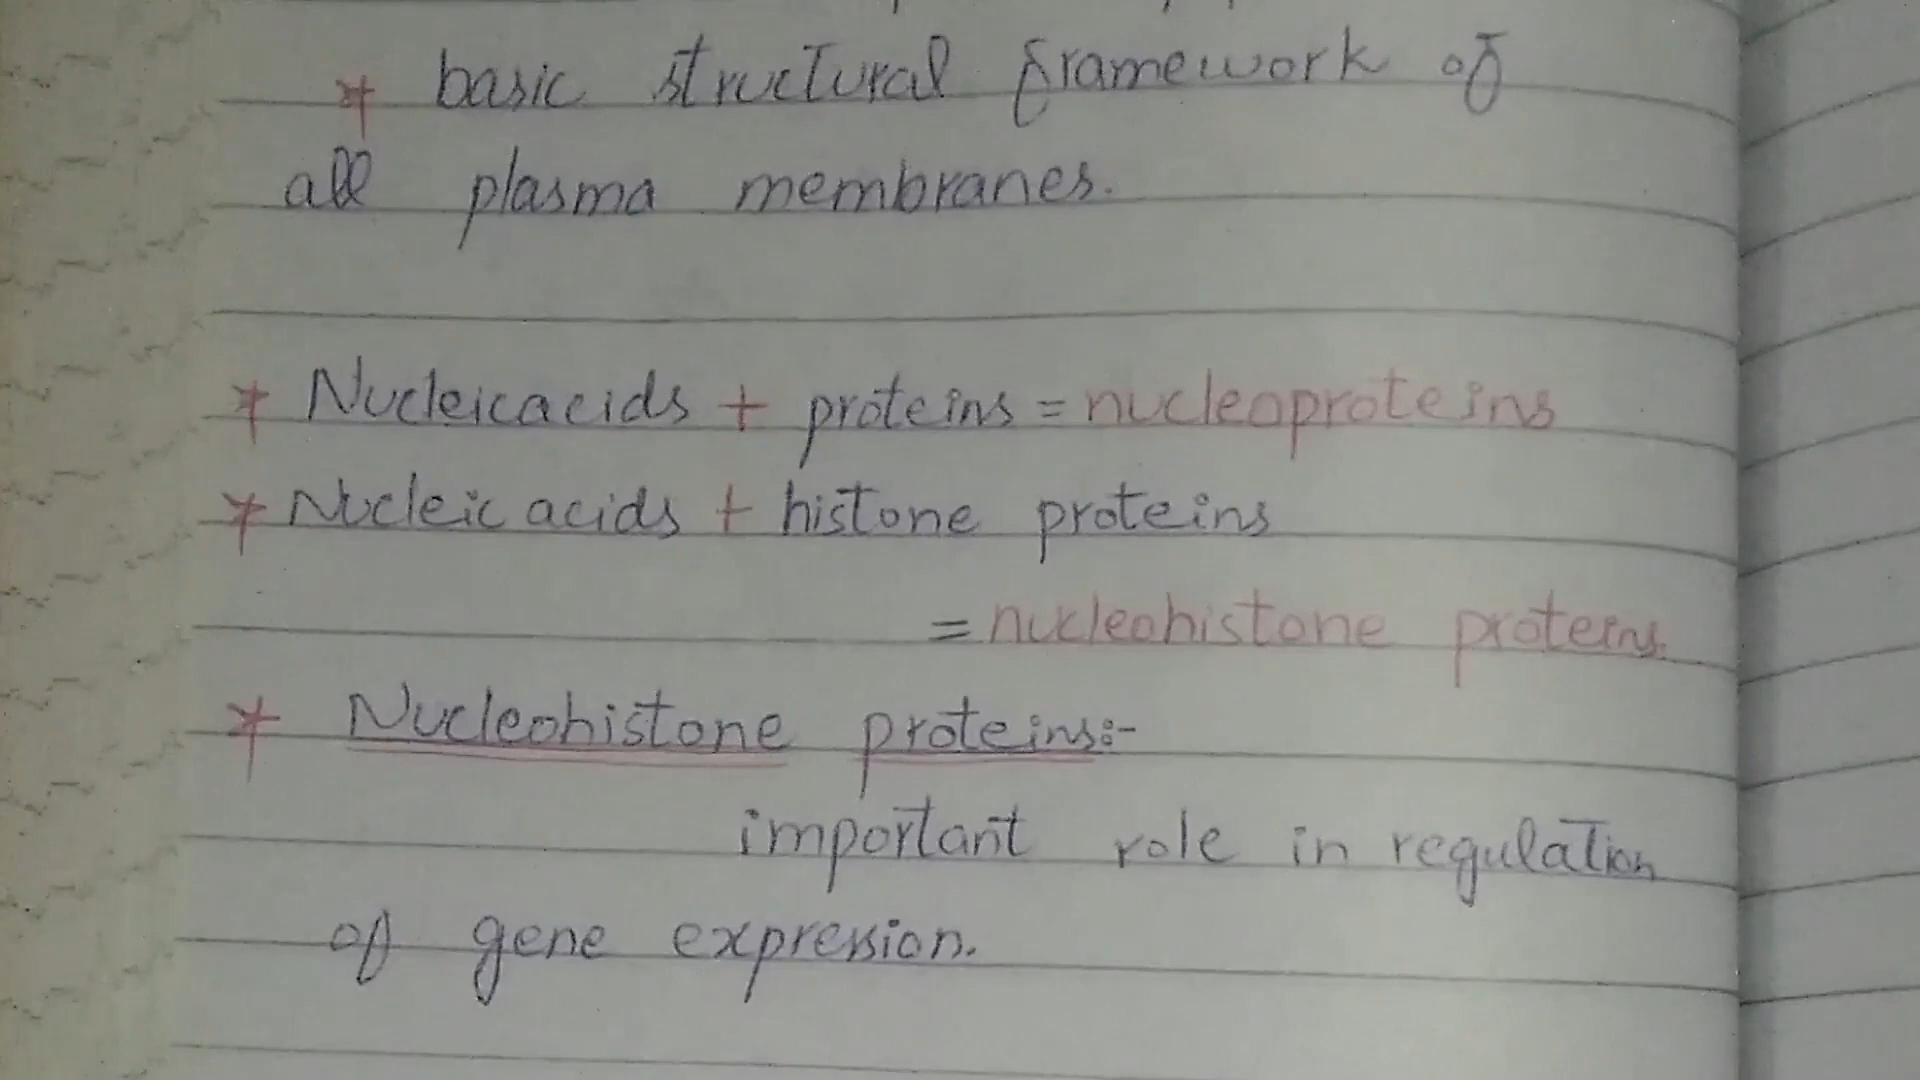 * basic structural framework of
all plasma membranes.
* Nucleicacids + proteins = nucleoproteins
* Nucleic acids + histone proteins
= nucleohistone proteins.
* Nucleohistone proteins:-
important role in regulation
of gene expression.